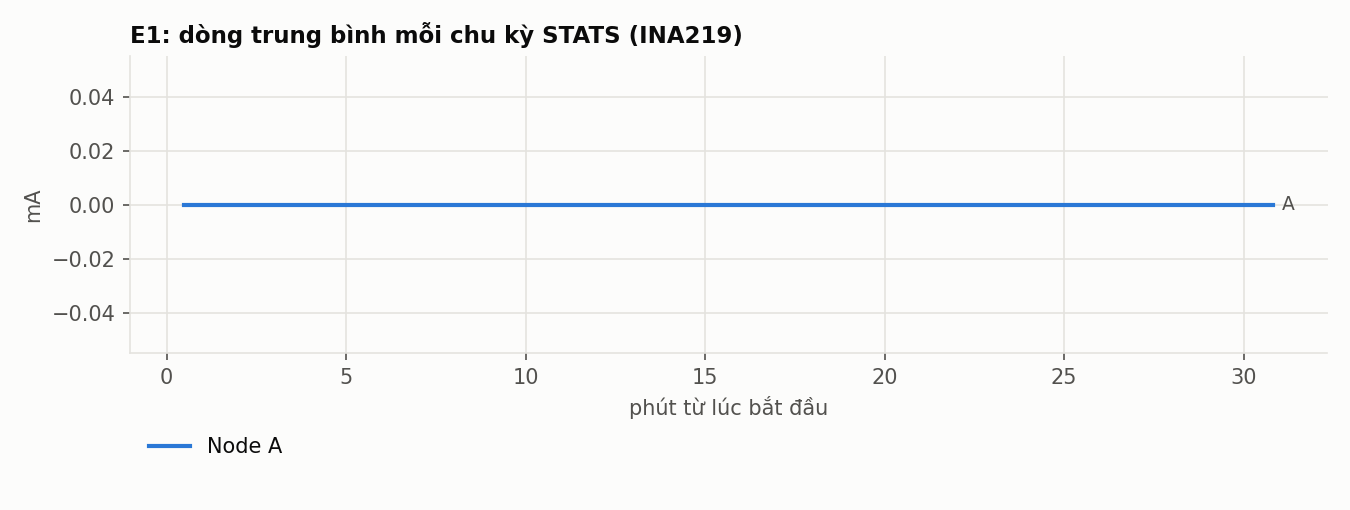 E1: dòng trung bình mỗi chu kỳ STATS (INA219)
0.04
0.02
0.00
−0.02
−0.04
mA
A
0 5 10 15 20 25 30
phút từ lúc bắt đầu
Node A